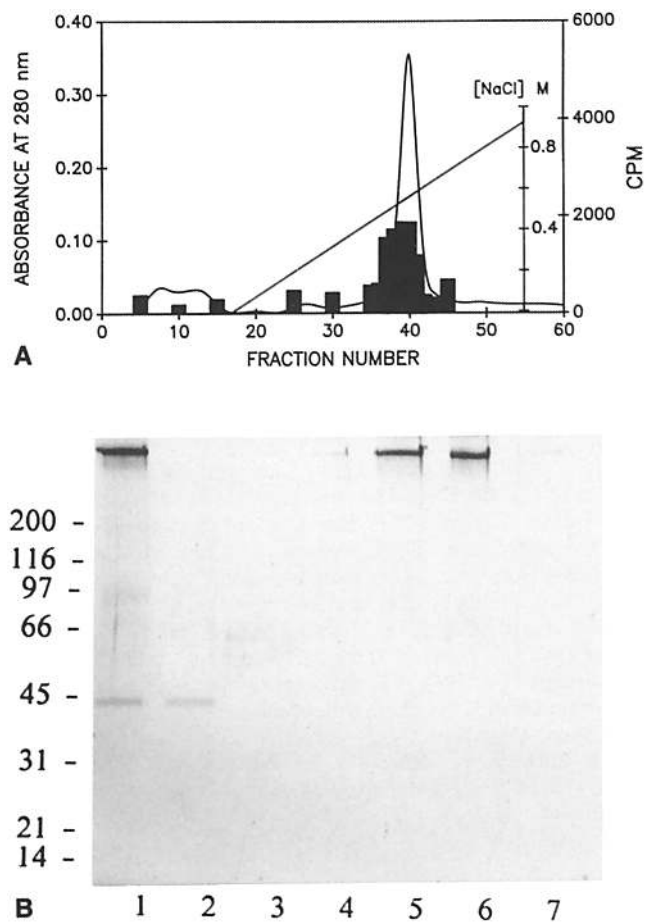 0.40
0.30
0.20
0.10
0.00
ABSORBANCE AT 280 nm
6000
4000
2000
0
CPM
[NaCl] M
0.8
0.4
0 10 20 30 40 50 60
FRACTION NUMBER
A
200 -
116 -
97 -
66 -
45 -
31 -
21 -
14 -
B 1 2 3 4 5 6 7